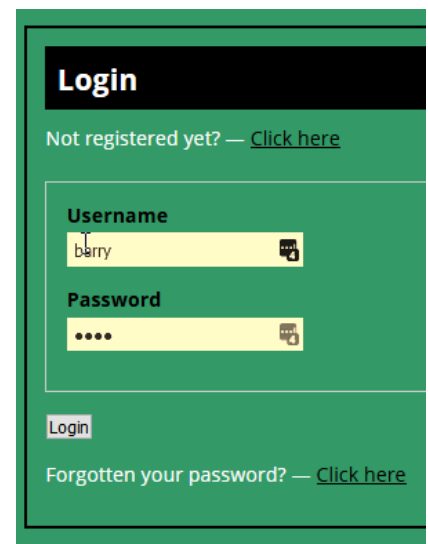 Login
Not registered yet? — Click here
Username
barry
Password
••••
Login
Forgotten your password? — Click here